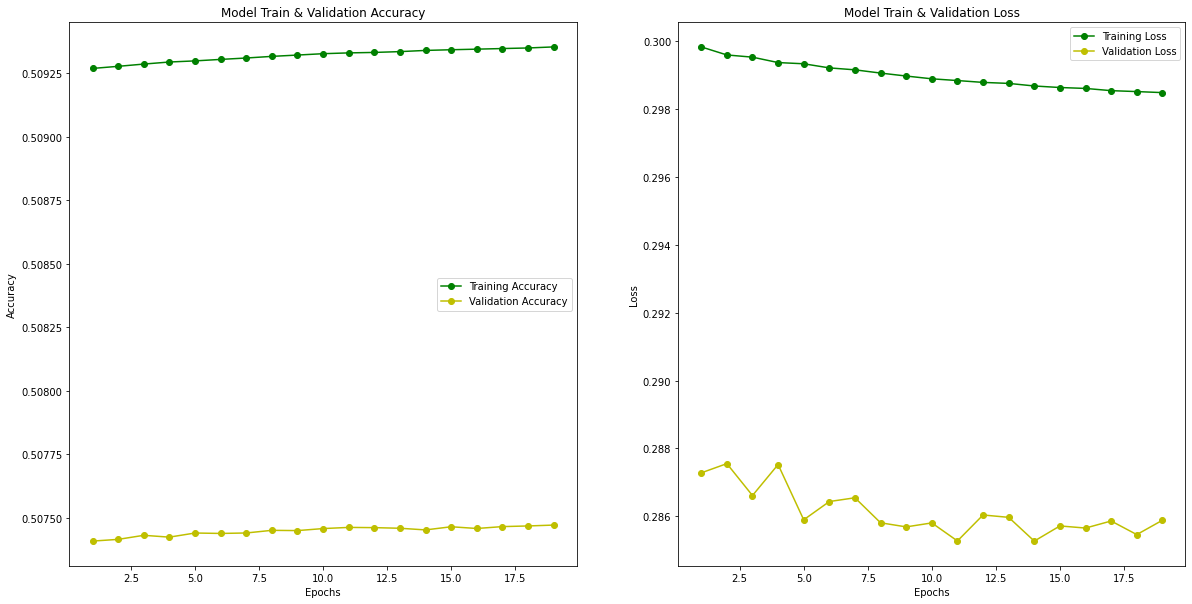 Model Train & Validation Accuracy
0.50925
0.50900
0.50875
0.50850
0.50825
0.50800
0.50775
0.50750
Accuracy
Training Accuracy
Validation Accuracy
2.5 5.0 7.5 10.0 12.5 15.0 17.5
Epochs
Model Train & Validation Loss
0.300
0.298
0.296
0.294
0.292
0.290
0.288
0.286
Loss
Training Loss
Validation Loss
2.5 5.0 7.5 10.0 12.5 15.0 17.5
Epochs